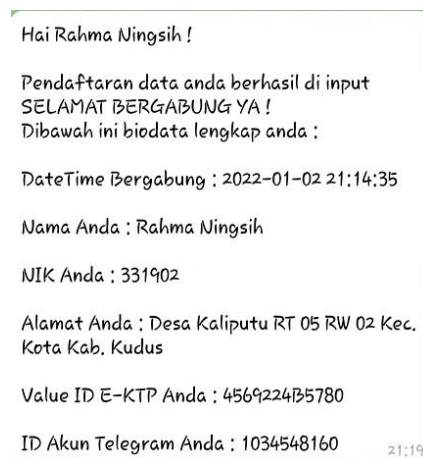 Hai Rahma Ningsih !
Pendaftaran data anda berhasil di input
SELAMAT BERGABUNG YA !
Dibawah ini biodata lengkap anda :
DateTime Bergabung : 2022-01-02 21:14:35
Nama Anda : Rahma Ningsih
NIK Anda : 331902
Alamat Anda : Desa Kaliputu RT 05 RW 02 Kec.
Kota Kab. Kudus
Value ID E-KTP Anda : 4569224B5780
ID Akun Telegram Anda : 1034548160
21:19